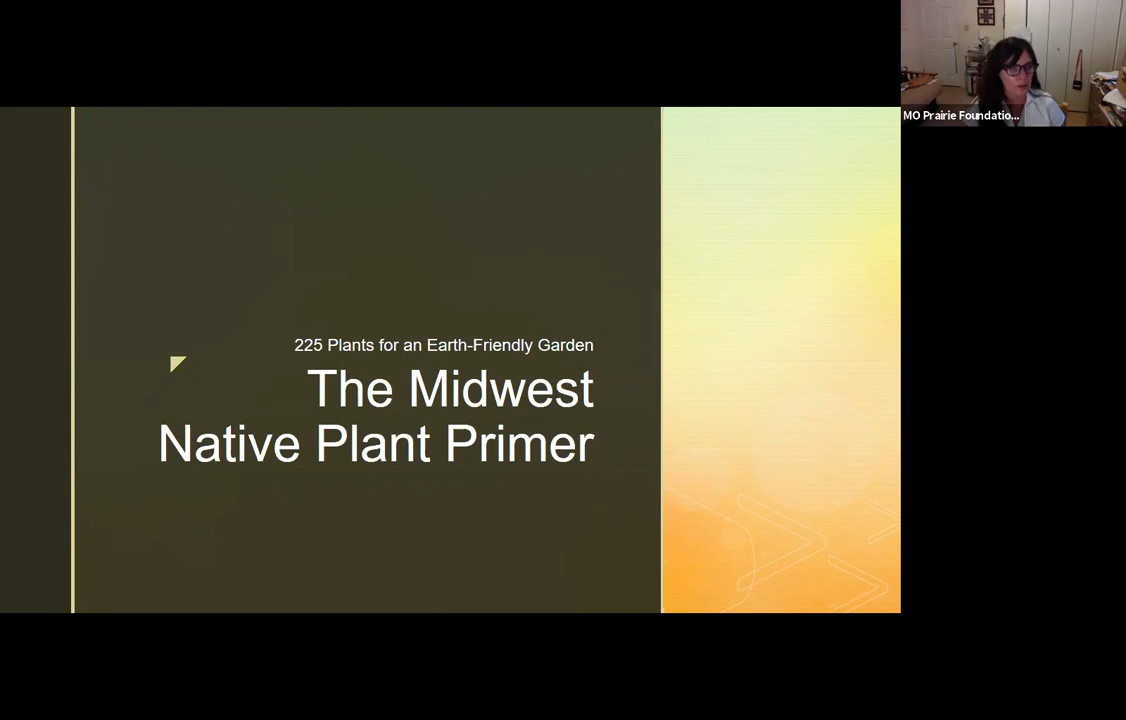 MO Prairie Foundatio...
225 Plants for an Earth-Friendly Garden
The Midwest
Native Plant Primer